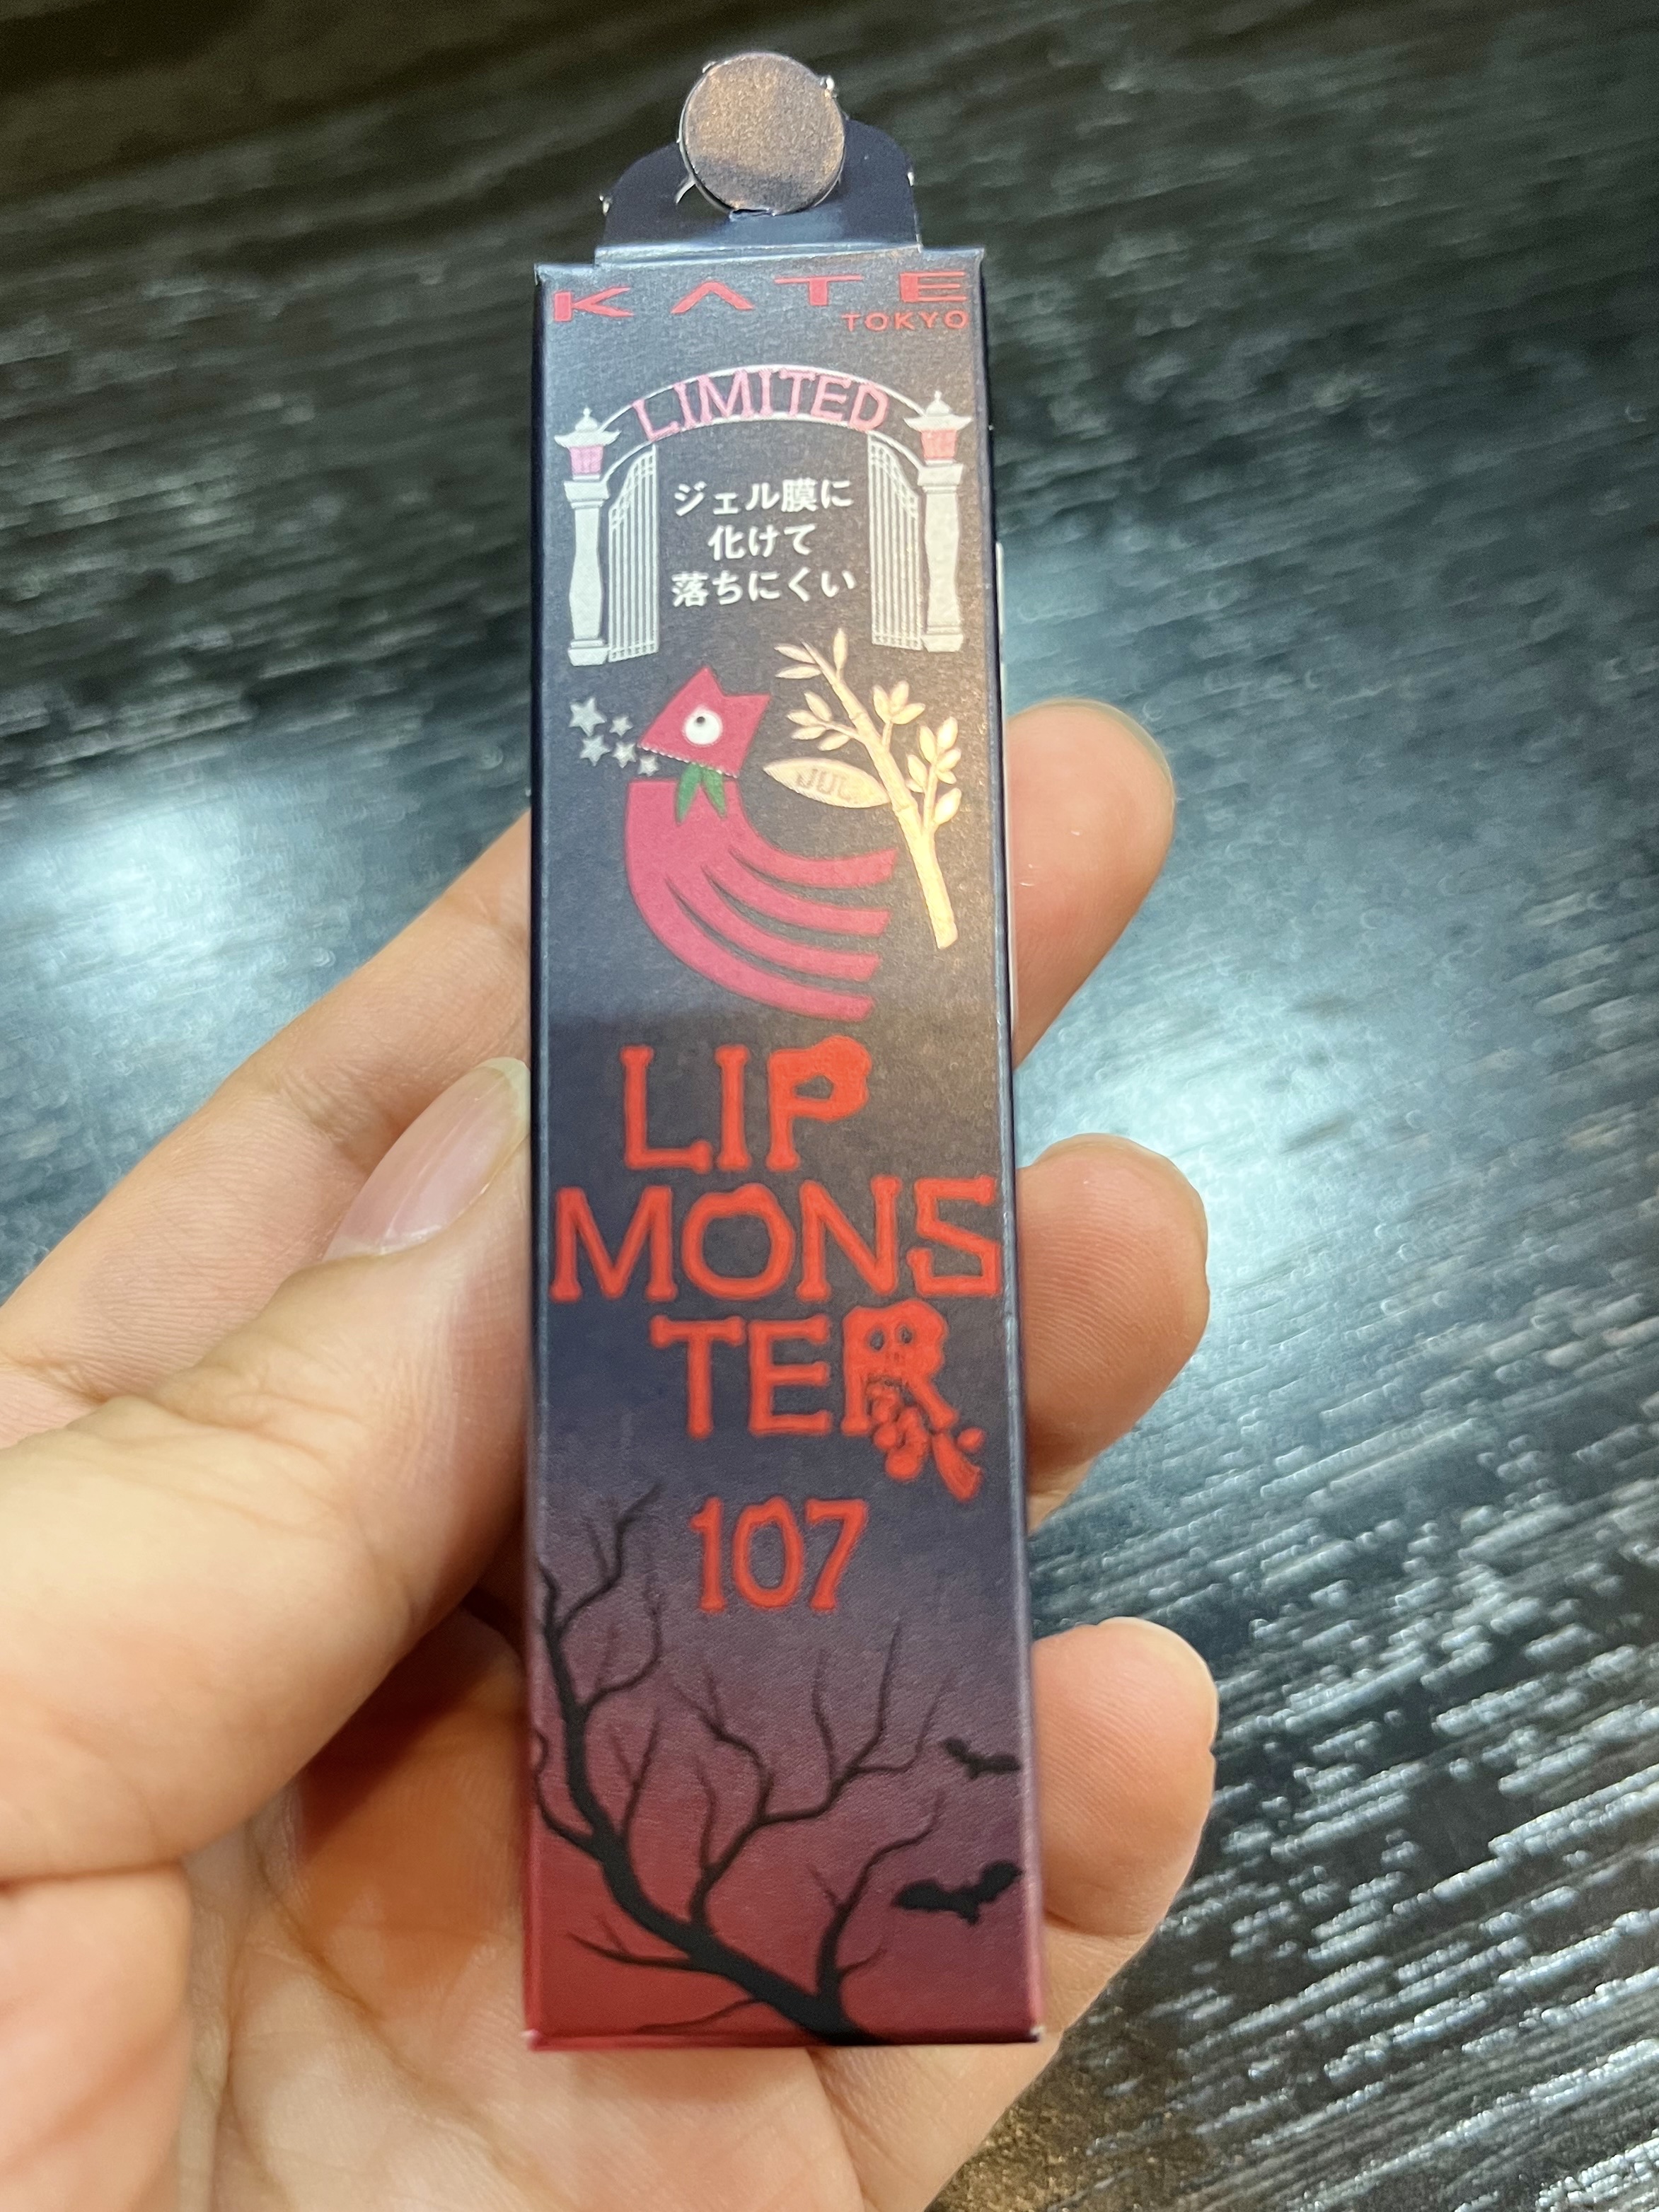 KATE
TOKYO
LIMITED
ジェル膜に
化けて
落ちにくい
JUL.
LIP
MONS
TER
107